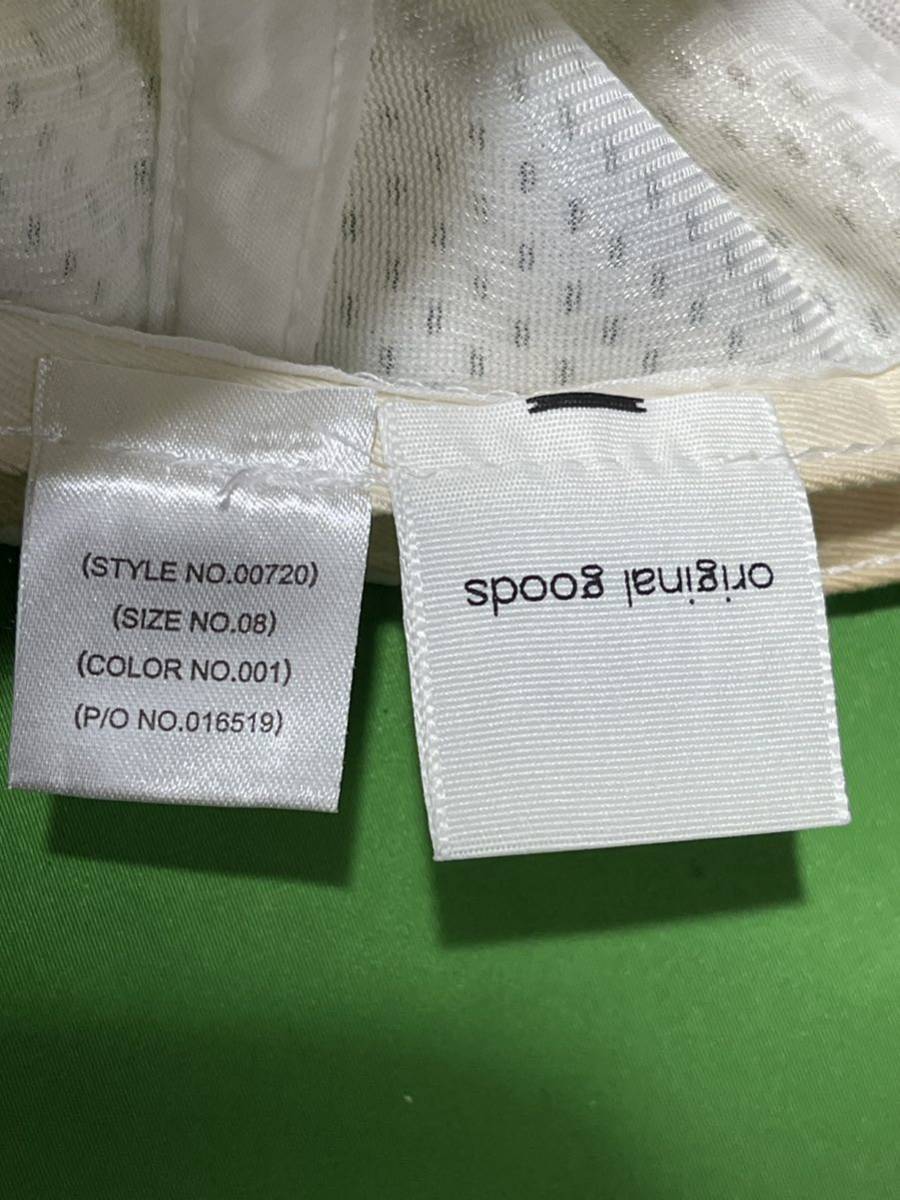 (STYLE NO.00720)
(SIZE NO.08)
(COLOR NO.001)
(P/O NO.016519)
original goods